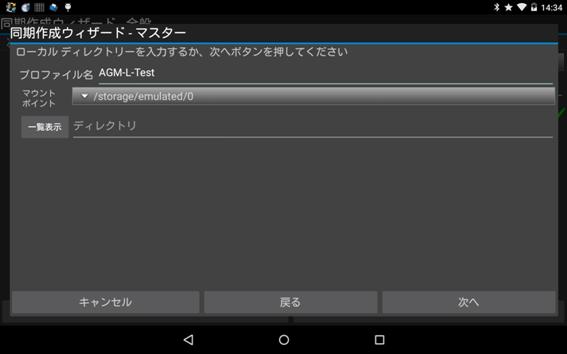 14:34
同期作成ウィザード - 全般
同期作成ウィザード - マスター
ローカル ディレクトリーを入力するか、次へボタンを押してください
プロファイル名 AGM-L-Test
マウント
ポイント
/storage/emulated/0
一覧表示 ディレクトリ
キャンセル 戻る 次へ